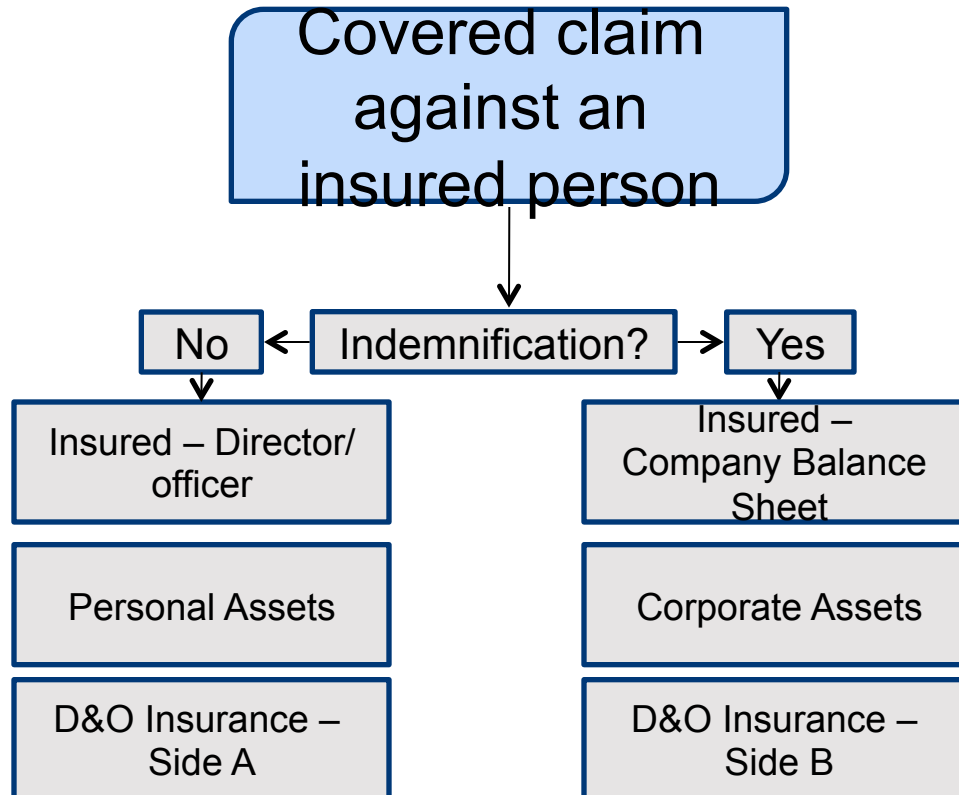 Covered claim
against an
insured person
No
Indemnification?
Yes
Insured – Director/
officer
Insured –
Company Balance
Sheet
Personal Assets
Corporate Assets
D&O Insurance –
Side A
D&O Insurance –
Side B